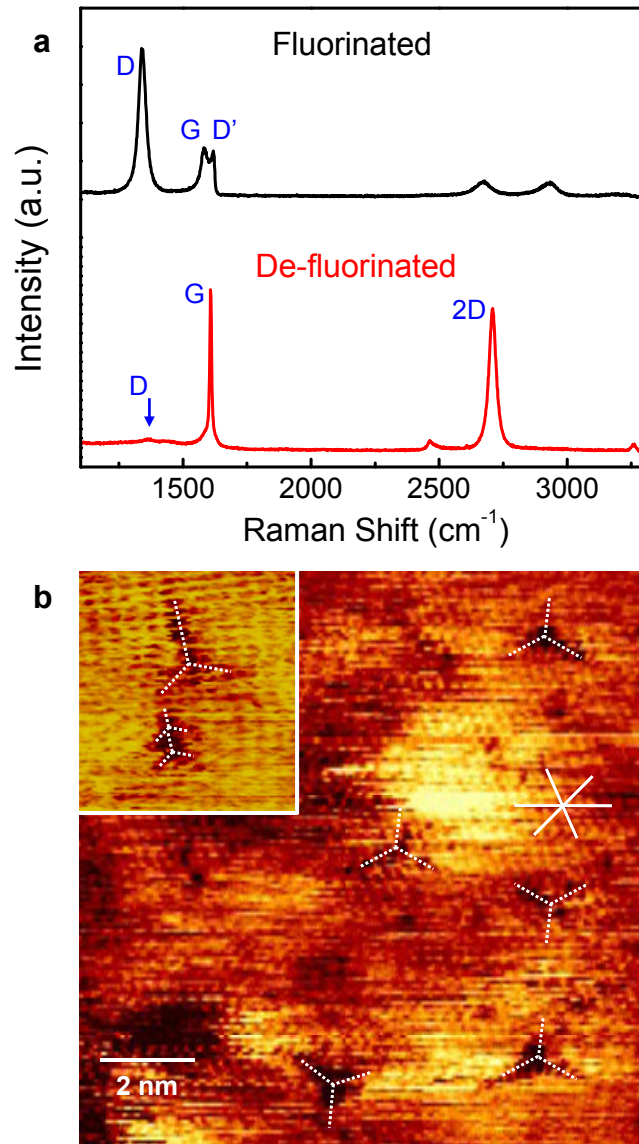 a
Fluorinated
D
G D'
De-fluorinated
G
2D
D
Intensity (a.u.)
1500 2000 2500 3000
Raman Shift (cm⁻¹)
b
2 nm